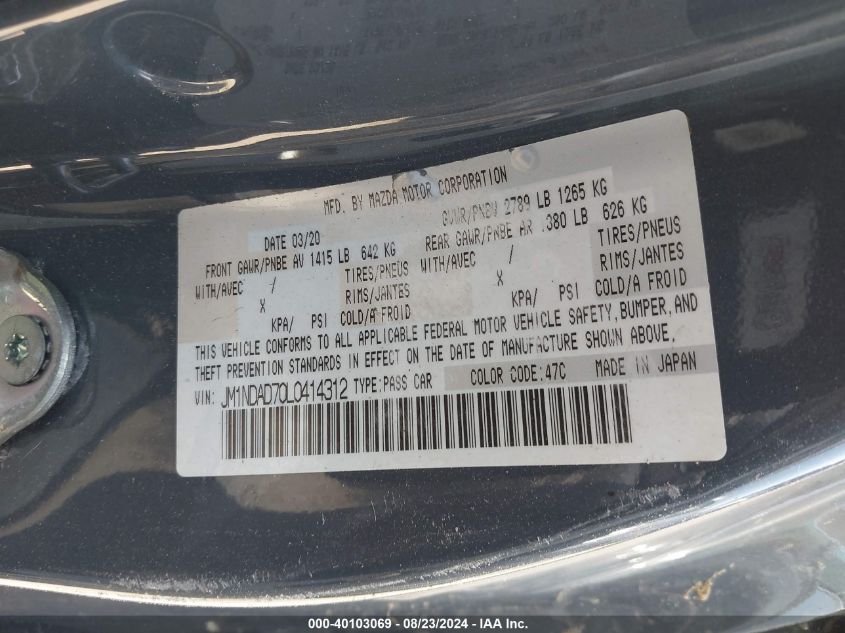 MFD. BY MAZDA MOTOR CORPORATION
DATE 03/20 GVWR/PNBV 2789 LB 1265 KG
FRONT GAWR/PNBE AV 1415 LB 642 KG REAR GAWR/PNBE AR 380 LB 626 KG
WITH/AVEC / TIRES/PNEUS WITH/AVEC / TIRES/PNEUS
X RIMS/JANTES X RIMS/JANTES
KPA/ PSI COLD/A FROID KPA/ PSI COLD/A FROID
THIS VEHICLE CONFORMS TO ALL APPLICABLE FEDERAL MOTOR VEHICLE SAFETY, BUMPER, AND
THEFT PREVENTION STANDARDS IN EFFECT ON THE DATE OF MANUFACTURE SHOWN ABOVE.
VIN: JM1NDAD70L0414312 TYPE:PASS CAR COLOR CODE:47C MADE IN JAPAN
000-40103069 - 08/23/2024 - IAAI.com